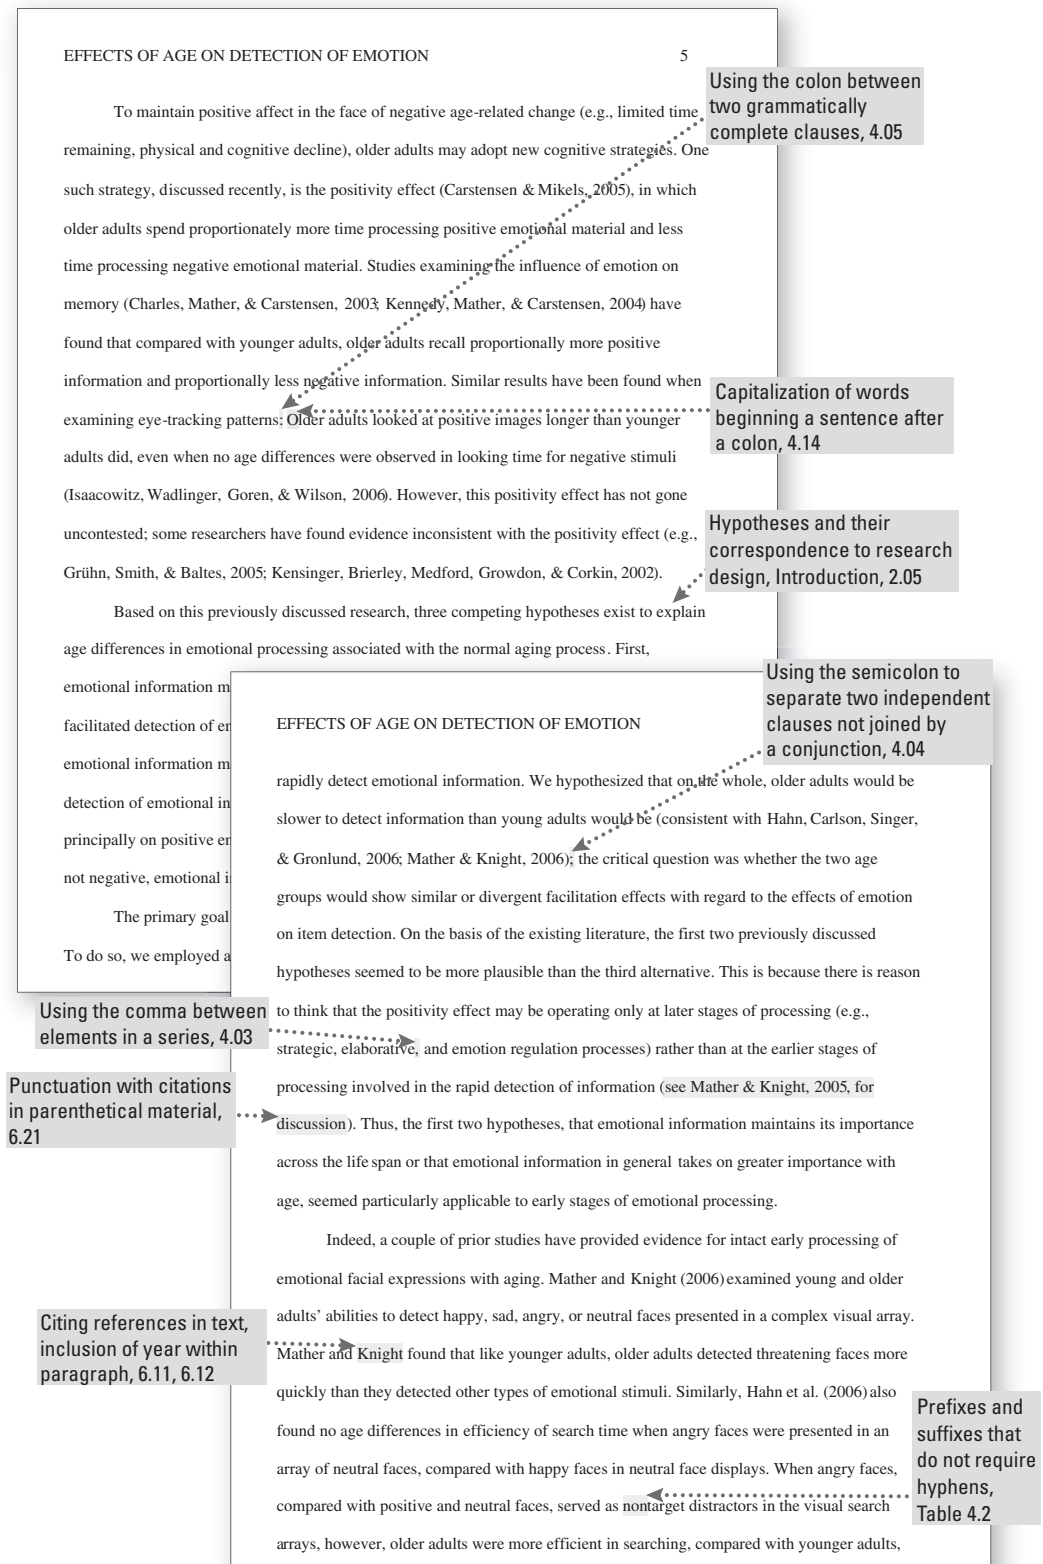 EFFECTS OF AGE ON DETECTION OF EMOTION 5
To maintain positive affect in the face of negative age-related change (e.g., limited time
remaining, physical and cognitive decline), older adults may adopt new cognitive strategies. One
such strategy, discussed recently, is the positivity effect (Carstensen & Mikels, 2005), in which
older adults spend proportionately more time processing positive emotional material and less
time processing negative emotional material. Studies examining the influence of emotion on
memory (Charles, Mather, & Carstensen, 2003; Kennedy, Mather, & Carstensen, 2004) have
found that compared with younger adults, older adults recall proportionally more positive
information and proportionally less negative information. Similar results have been found when
examining eye-tracking patterns: Older adults looked at positive images longer than younger
adults did, even when no age differences were observed in looking time for negative stimuli
(Isaacowitz, Wadlinger, Goren, & Wilson, 2006). However, this positivity effect has not gone
uncontested; some researchers have found evidence inconsistent with the positivity effect (e.g.,
Grühn, Smith, & Baltes, 2005; Kensinger, Brierley, Medford, Growdon, & Corkin, 2002).
Based on this previously discussed research, three competing hypotheses exist to explain
age differences in emotional processing associated with the normal aging process. First,
emotional information m
facilitated detection of em
emotional information m
detection of emotional in
principally on positive em
not negative, emotional i
The primary goal
To do so, we employed a
Using the colon between
two grammatically
complete clauses, 4.05
Capitalization of words
beginning a sentence after
a colon, 4.14
Hypotheses and their
correspondence to research
design, Introduction, 2.05
EFFECTS OF AGE ON DETECTION OF EMOTION
rapidly detect emotional information. We hypothesized that on the whole, older adults would be
slower to detect information than young adults would be (consistent with Hahn, Carlson, Singer,
& Gronlund, 2006; Mather & Knight, 2006); the critical question was whether the two age
groups would show similar or divergent facilitation effects with regard to the effects of emotion
on item detection. On the basis of the existing literature, the first two previously discussed
hypotheses seemed to be more plausible than the third alternative. This is because there is reason
to think that the positivity effect may be operating only at later stages of processing (e.g.,
strategic, elaborative, and emotion regulation processes) rather than at the earlier stages of
processing involved in the rapid detection of information (see Mather & Knight, 2005, for
discussion). Thus, the first two hypotheses, that emotional information maintains its importance
across the life span or that emotional information in general takes on greater importance with
age, seemed particularly applicable to early stages of emotional processing.
Indeed, a couple of prior studies have provided evidence for intact early processing of
emotional facial expressions with aging. Mather and Knight (2006) examined young and older
adults' abilities to detect happy, sad, angry, or neutral faces presented in a complex visual array.
Mather and Knight found that like younger adults, older adults detected threatening faces more
quickly than they detected other types of emotional stimuli. Similarly, Hahn et al. (2006) also
found no age differences in efficiency of search time when angry faces were presented in an
array of neutral faces, compared with happy faces in neutral face displays. When angry faces,
compared with positive and neutral faces, served as nontarget distractors in the visual search
arrays, however, older adults were more efficient in searching, compared with younger adults,
Using the semicolon to
separate two independent
clauses not joined by
a conjunction, 4.04
Using the comma between
elements in a series, 4.03
Punctuation with citations
in parenthetical material,
6.21
Citing references in text,
inclusion of year within
paragraph, 6.11, 6.12
Prefixes and
suffixes that
do not require
hyphens,
Table 4.2